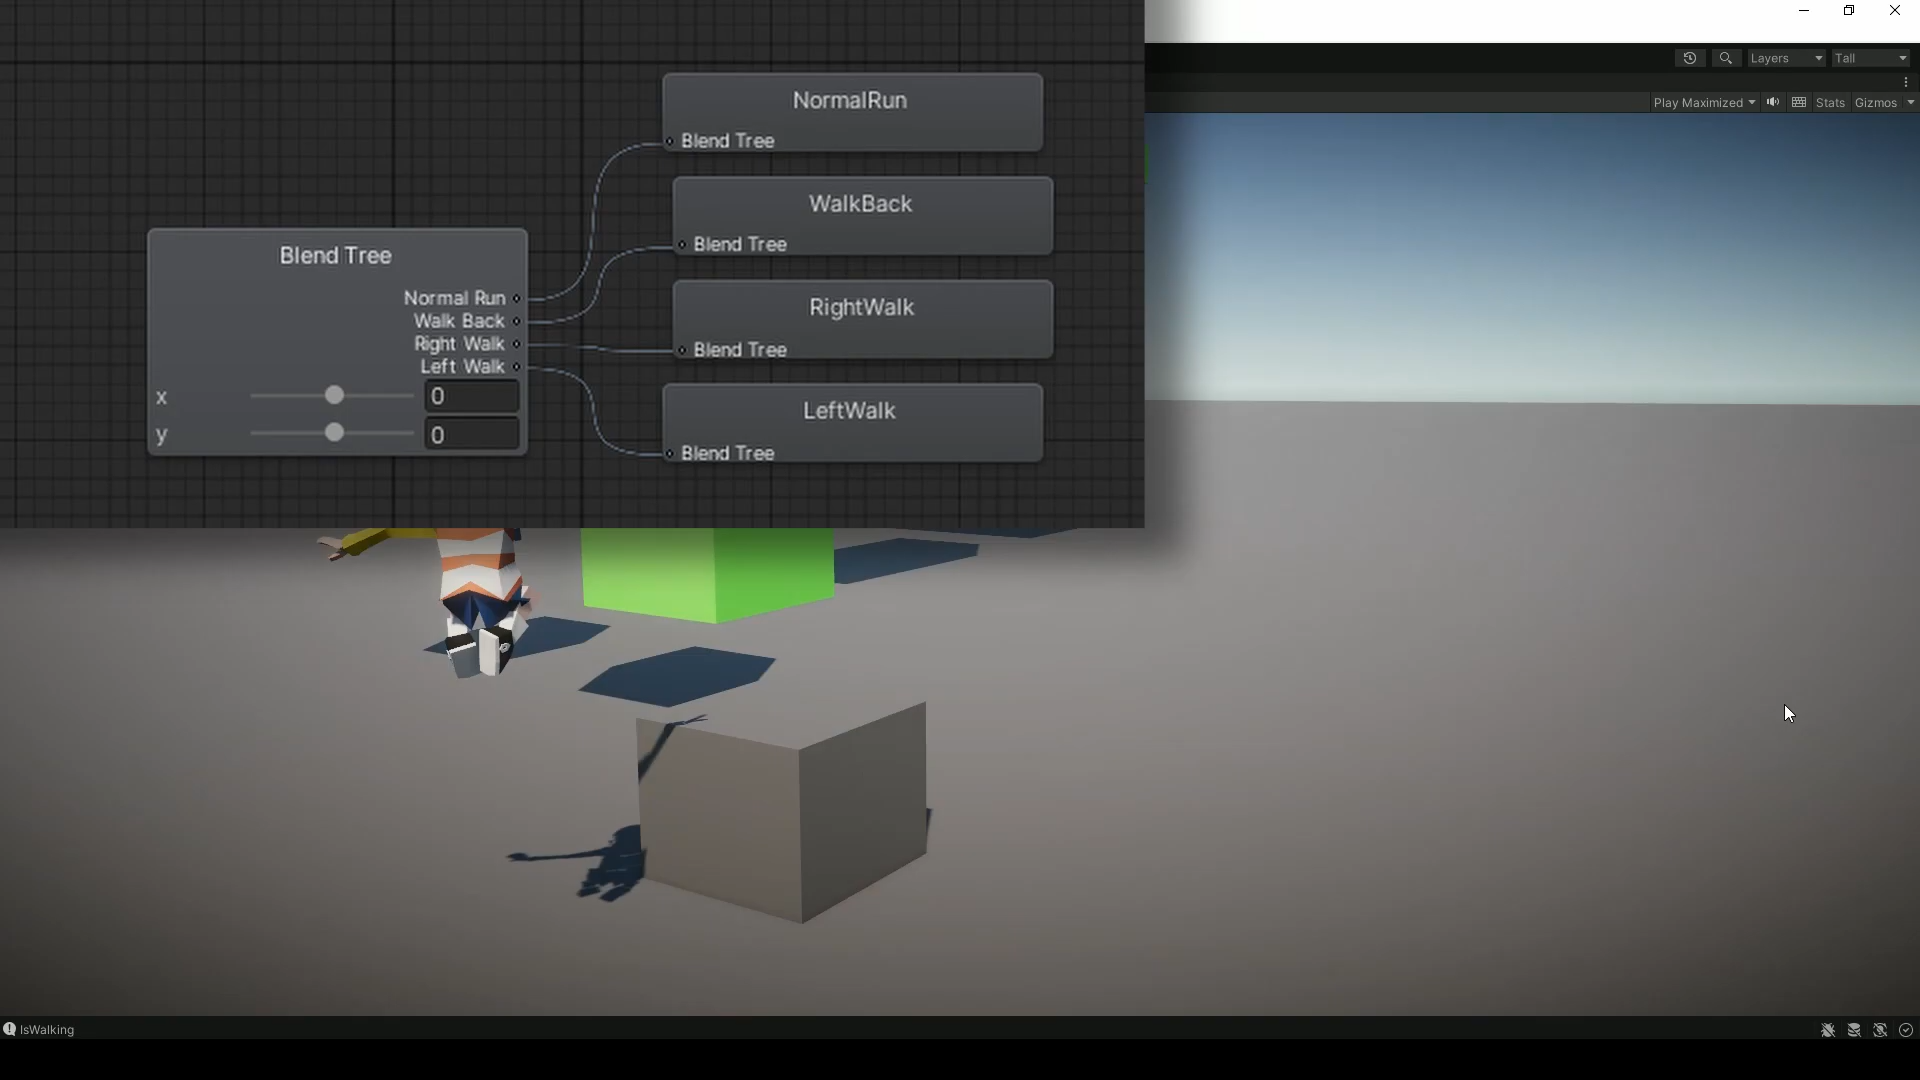 Layers
Tall
Play Maximized
Stats
Gizmos
NormalRun
Blend Tree
WalkBack
Blend Tree
RightWalk
Blend Tree
LeftWalk
Blend Tree
Blend Tree
Normal Run
Walk Back
Right Walk
Left Walk
x 0
y 0
IsWalking